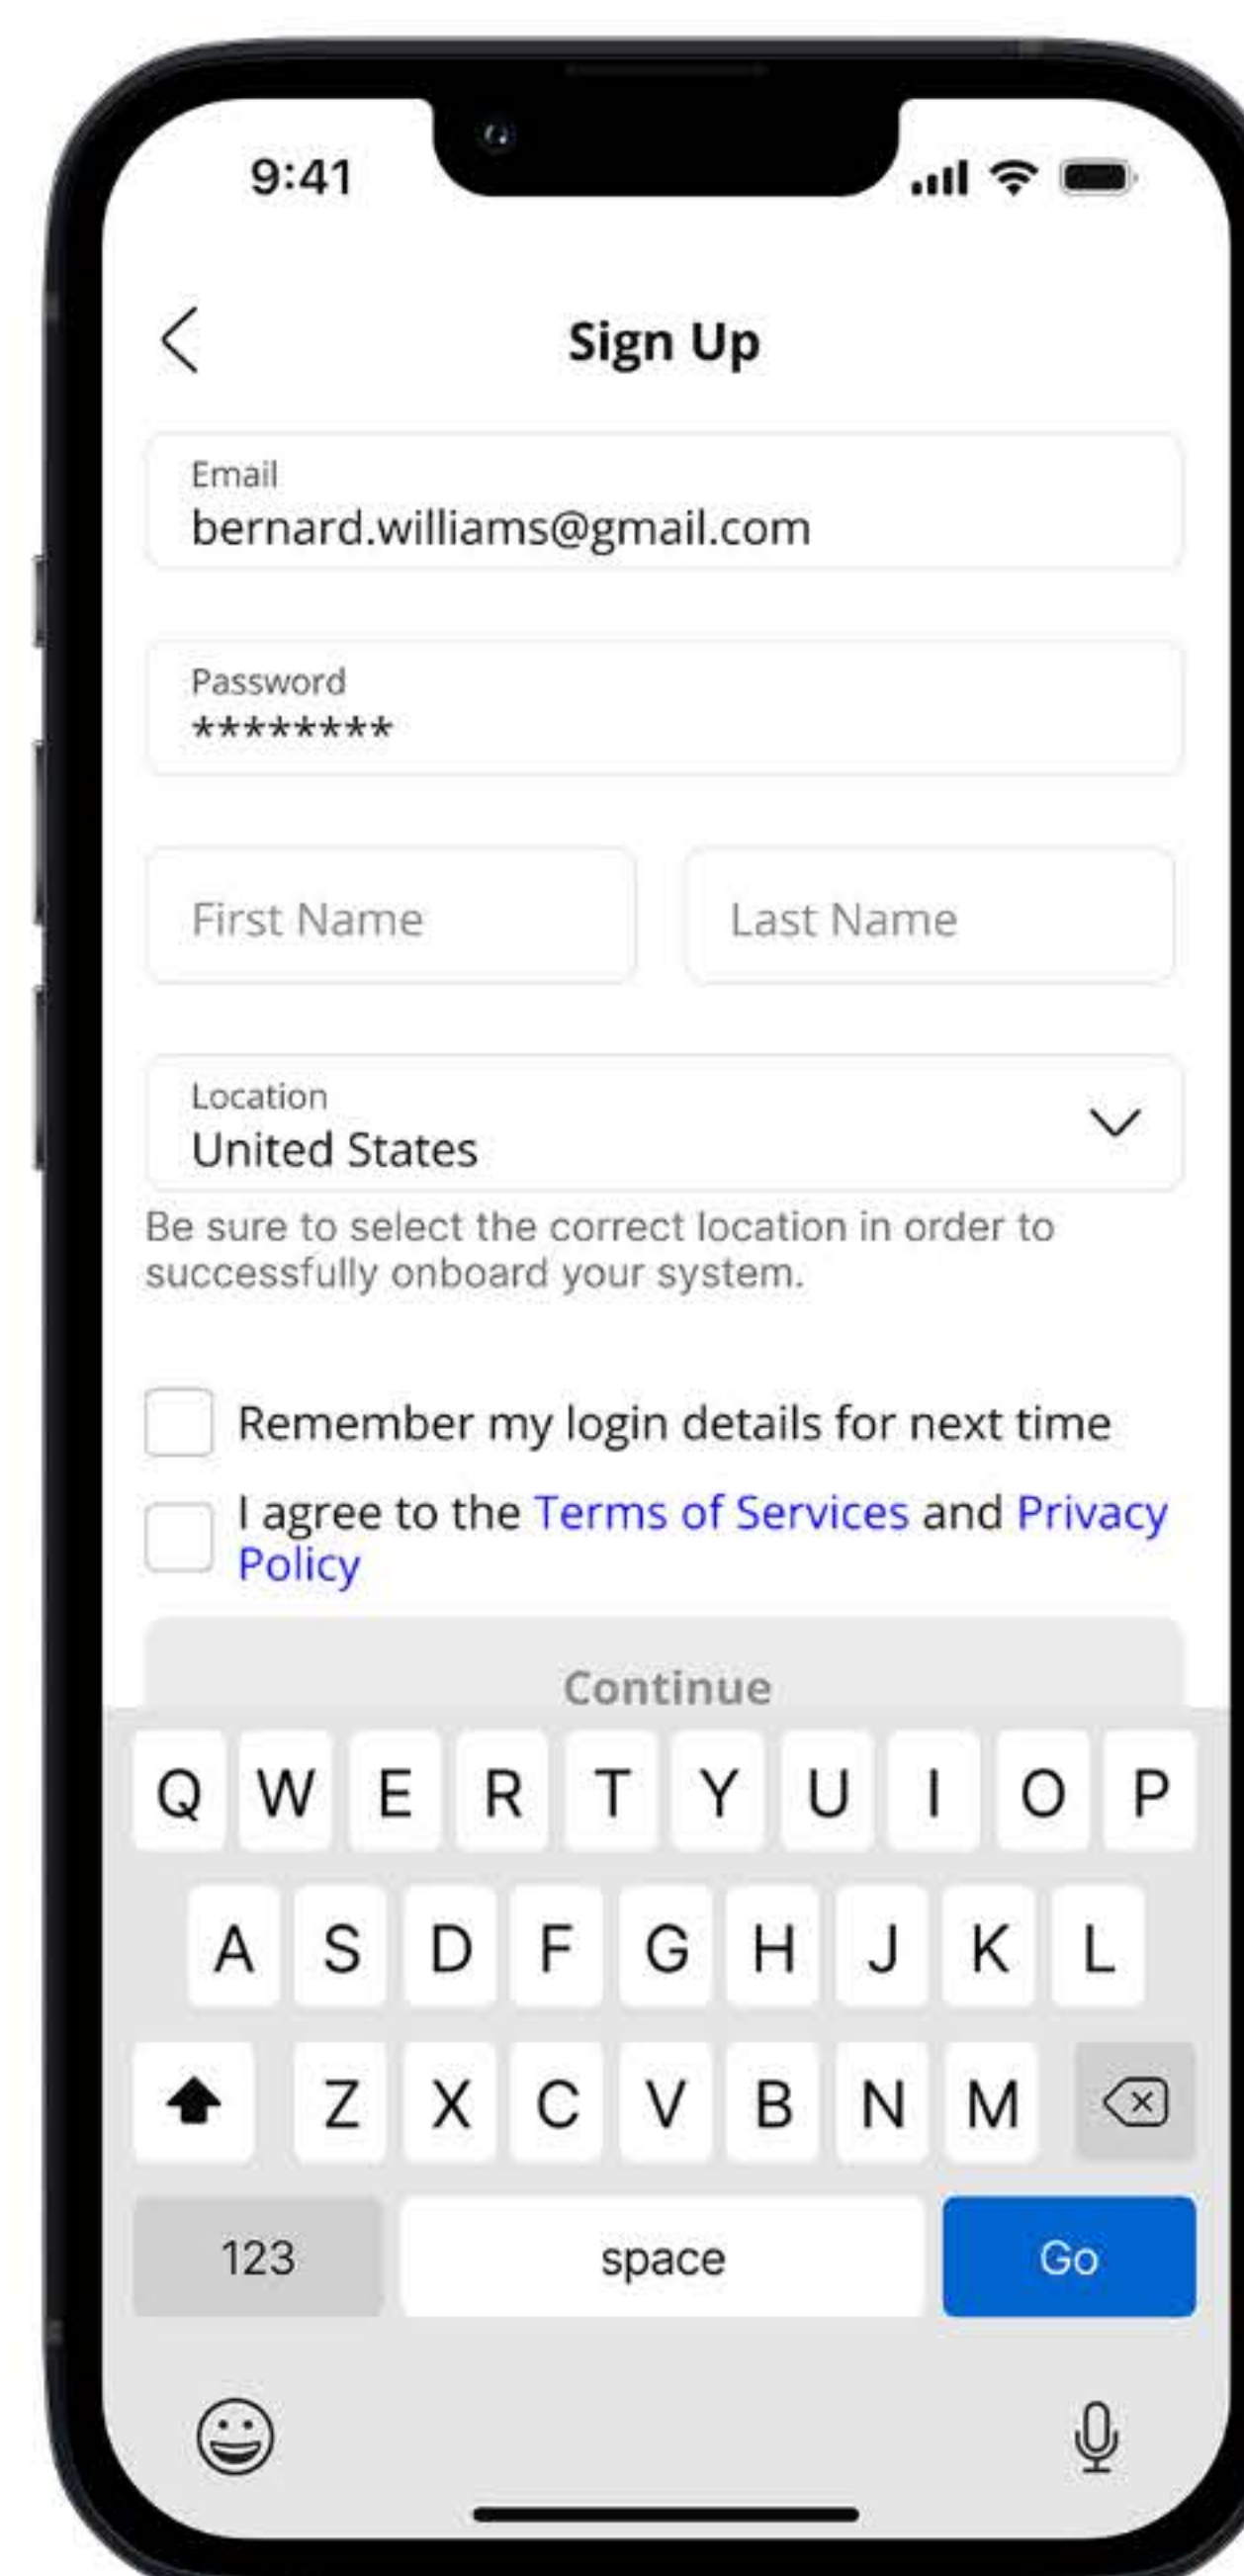 9:41
Sign Up
Email
bernard.williams@gmail.com
Password
********
First Name
Last Name
Location
United States
Be sure to select the correct location in order to
successfully onboard your system.
Remember my login details for next time
I agree to the Terms of Services and Privacy
Policy
Continue
Q W E R T Y U I O P
A S D F G H J K L
Z X C V B N M
123 space Go